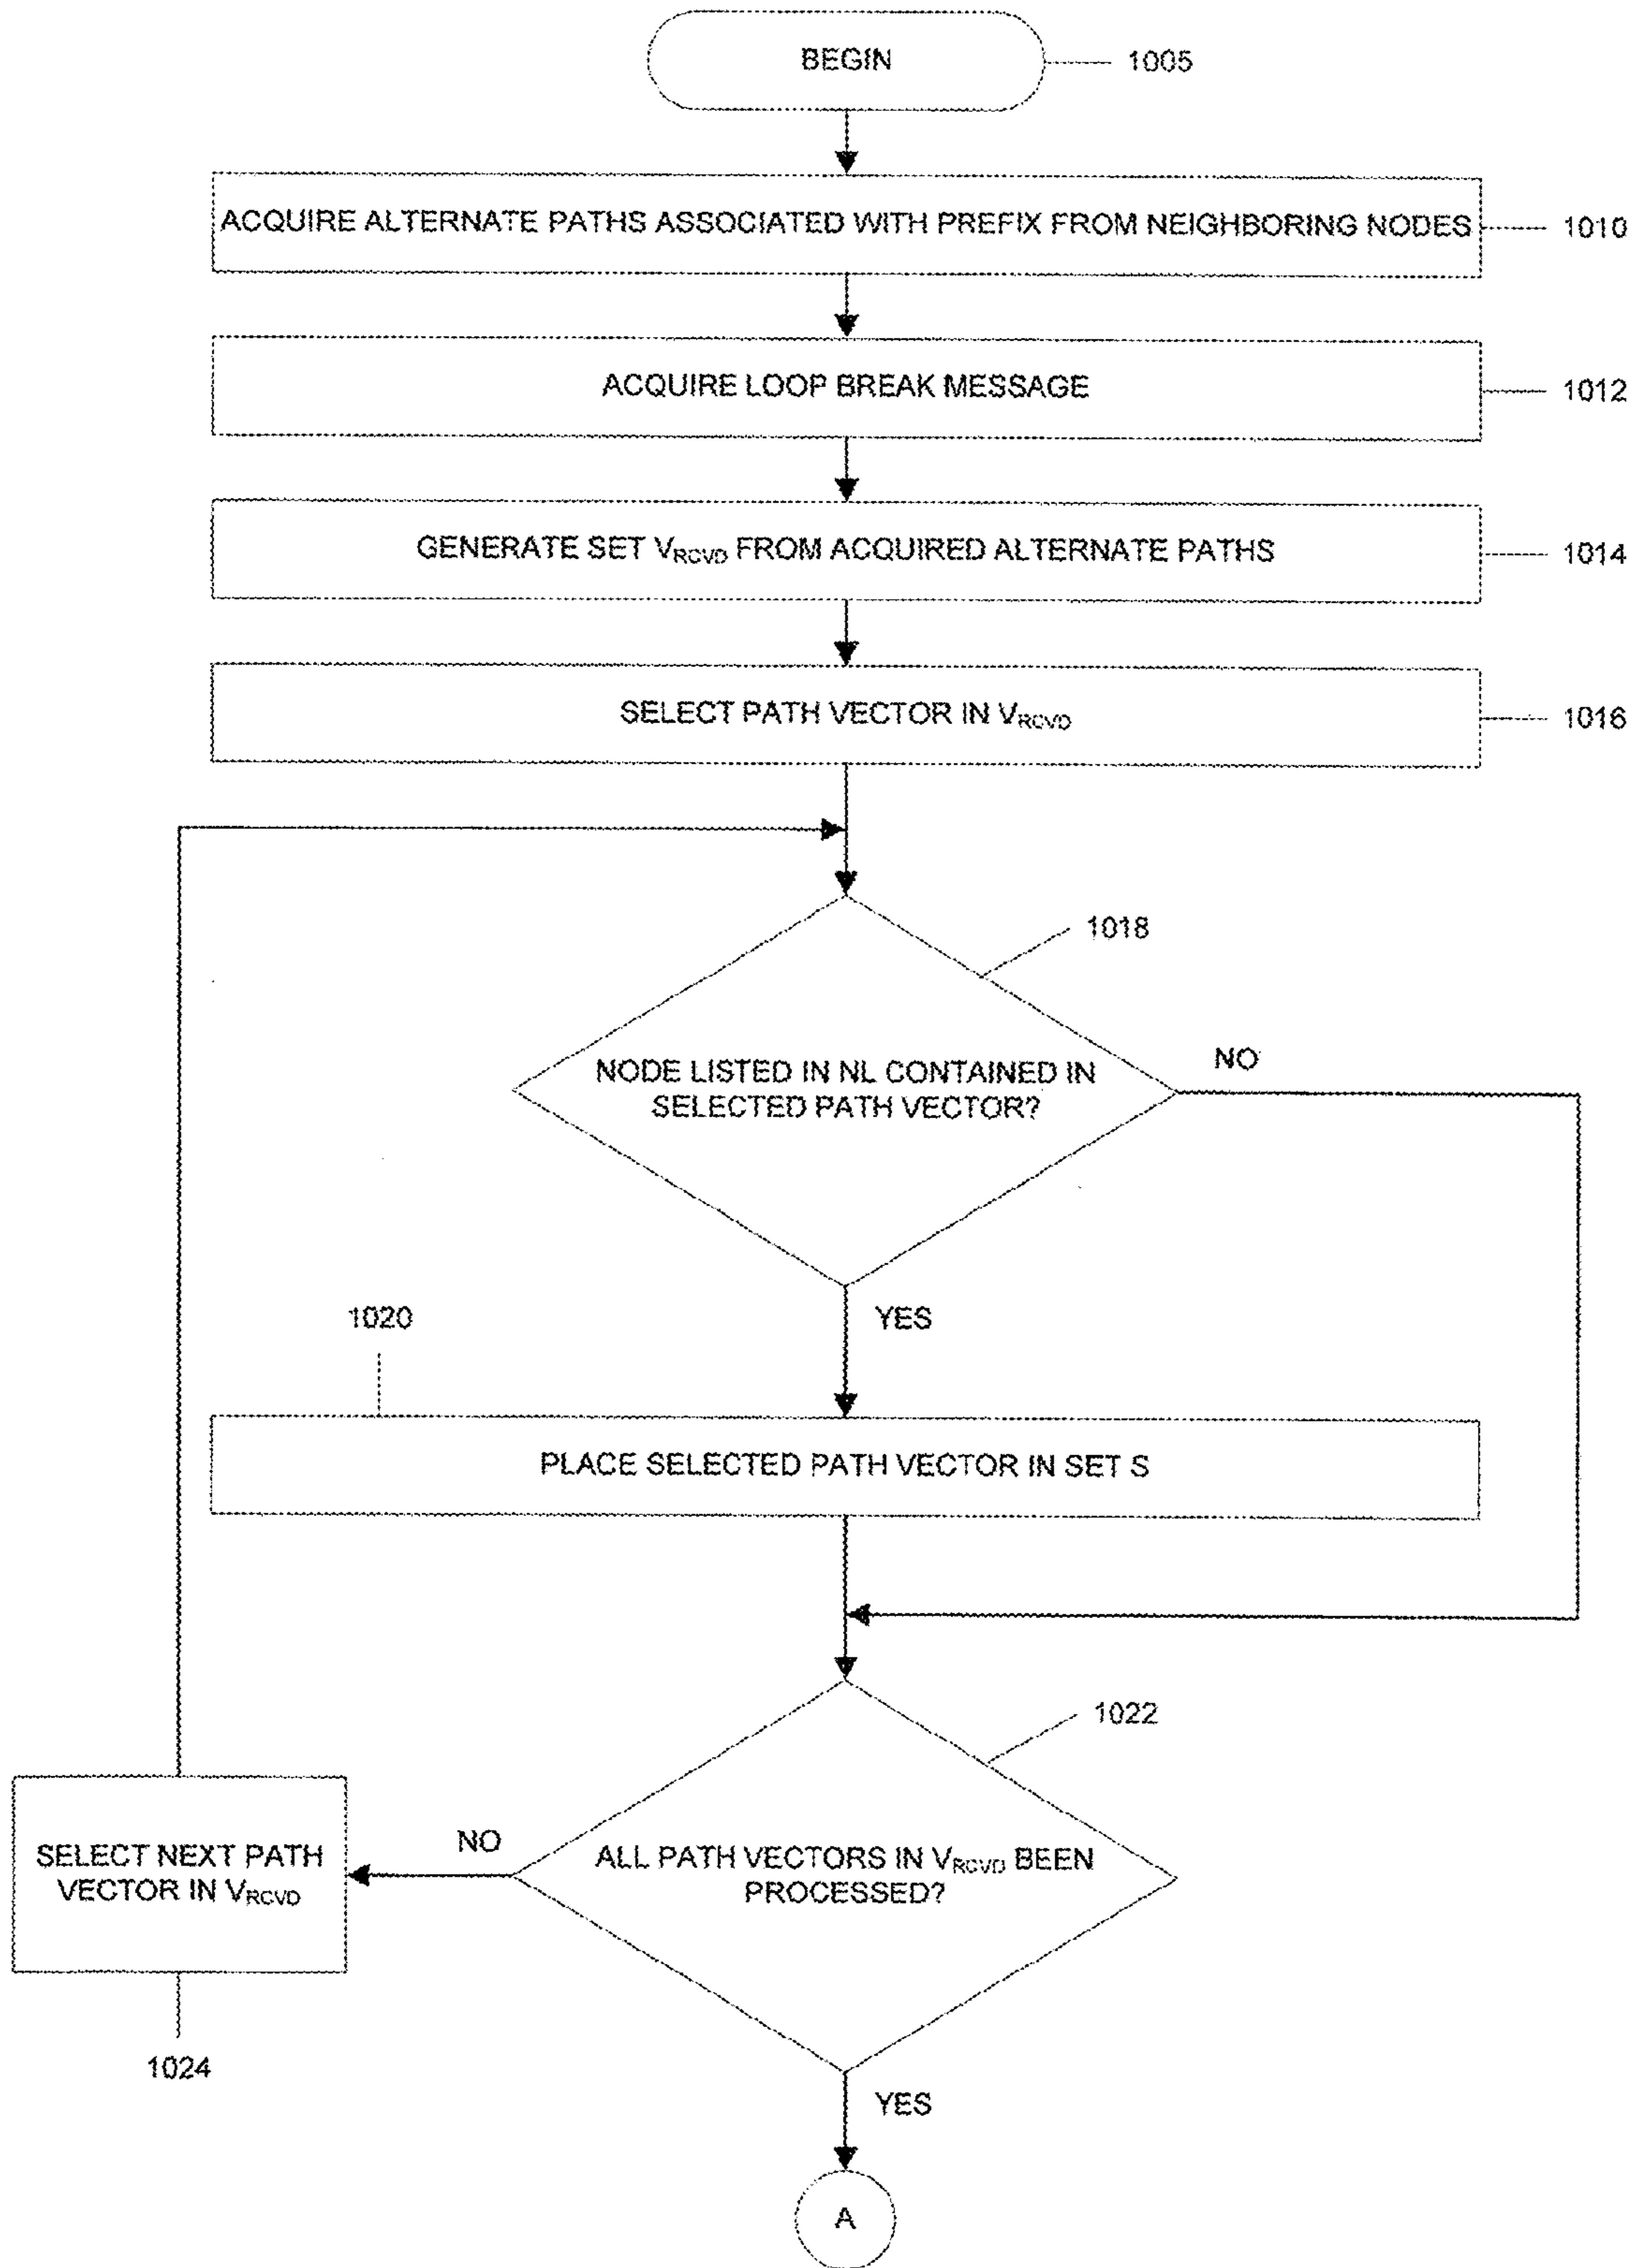 BEGIN
1005
ACQUIRE ALTERNATE PATHS ASSOCIATED WITH PREFIX FROM NEIGHBORING NODES
1010
ACQUIRE LOOP BREAK MESSAGE
1012
GENERATE SET VRCVD FROM ACQUIRED ALTERNATE PATHS
1014
SELECT PATH VECTOR IN VRCVD
1016
1018
NODE LISTED IN NL CONTAINED IN
SELECTED PATH VECTOR?
NO
YES
1020
PLACE SELECTED PATH VECTOR IN SET S
1022
ALL PATH VECTORS IN VRCVD BEEN
PROCESSED?
NO
SELECT NEXT PATH
VECTOR IN VRCVD
1024
YES
A